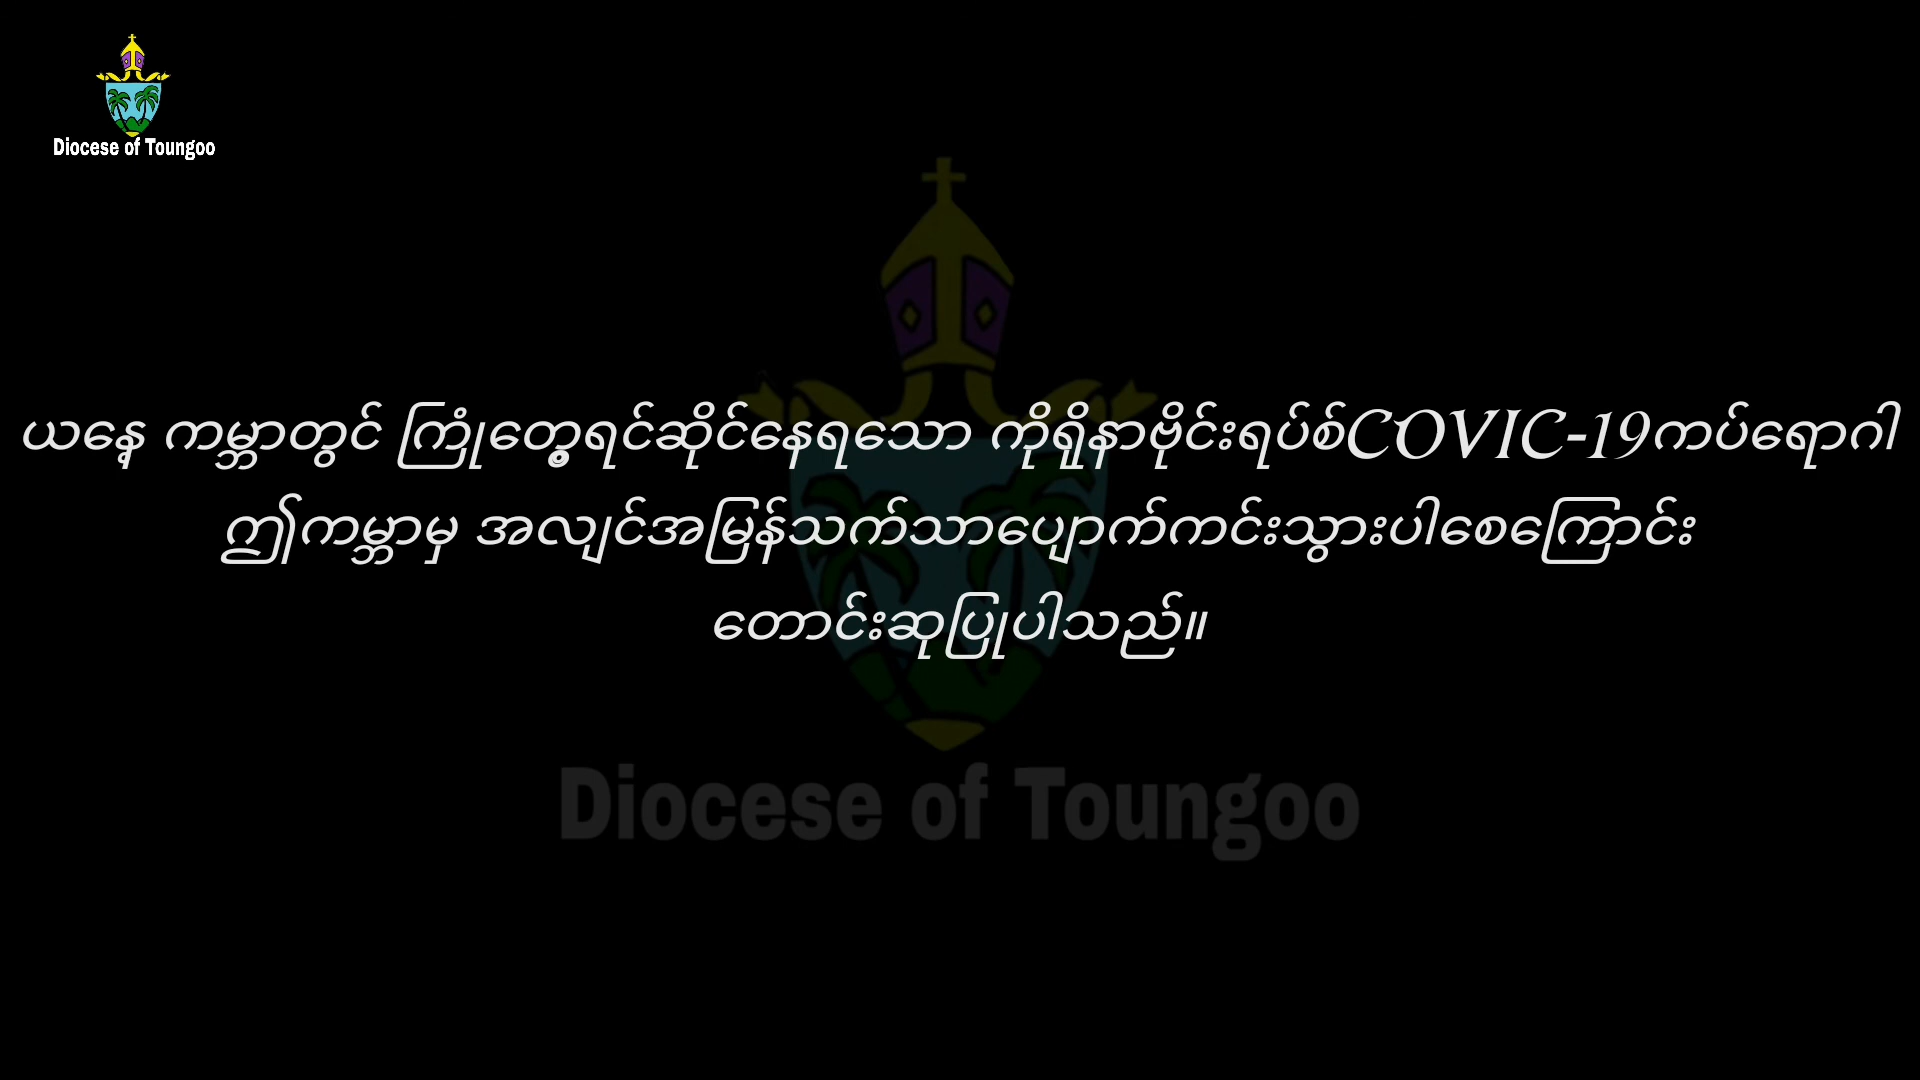 Diocese of Toungoo
ယနေ့ ကမ္ဘာတွင် ကြုံတွေ့ရင်ဆိုင်နေရသော ကိုရိုနာဗိုင်းရပ်စ်COVIC-19ကပ်ရောဂါ
ဤကမ္ဘာမှ အလျင်အမြန်သက်သာပျောက်ကင်းသွားပါစေကြောင်း
တောင်းဆုပြုပါသည်။
Diocese of Toungoo